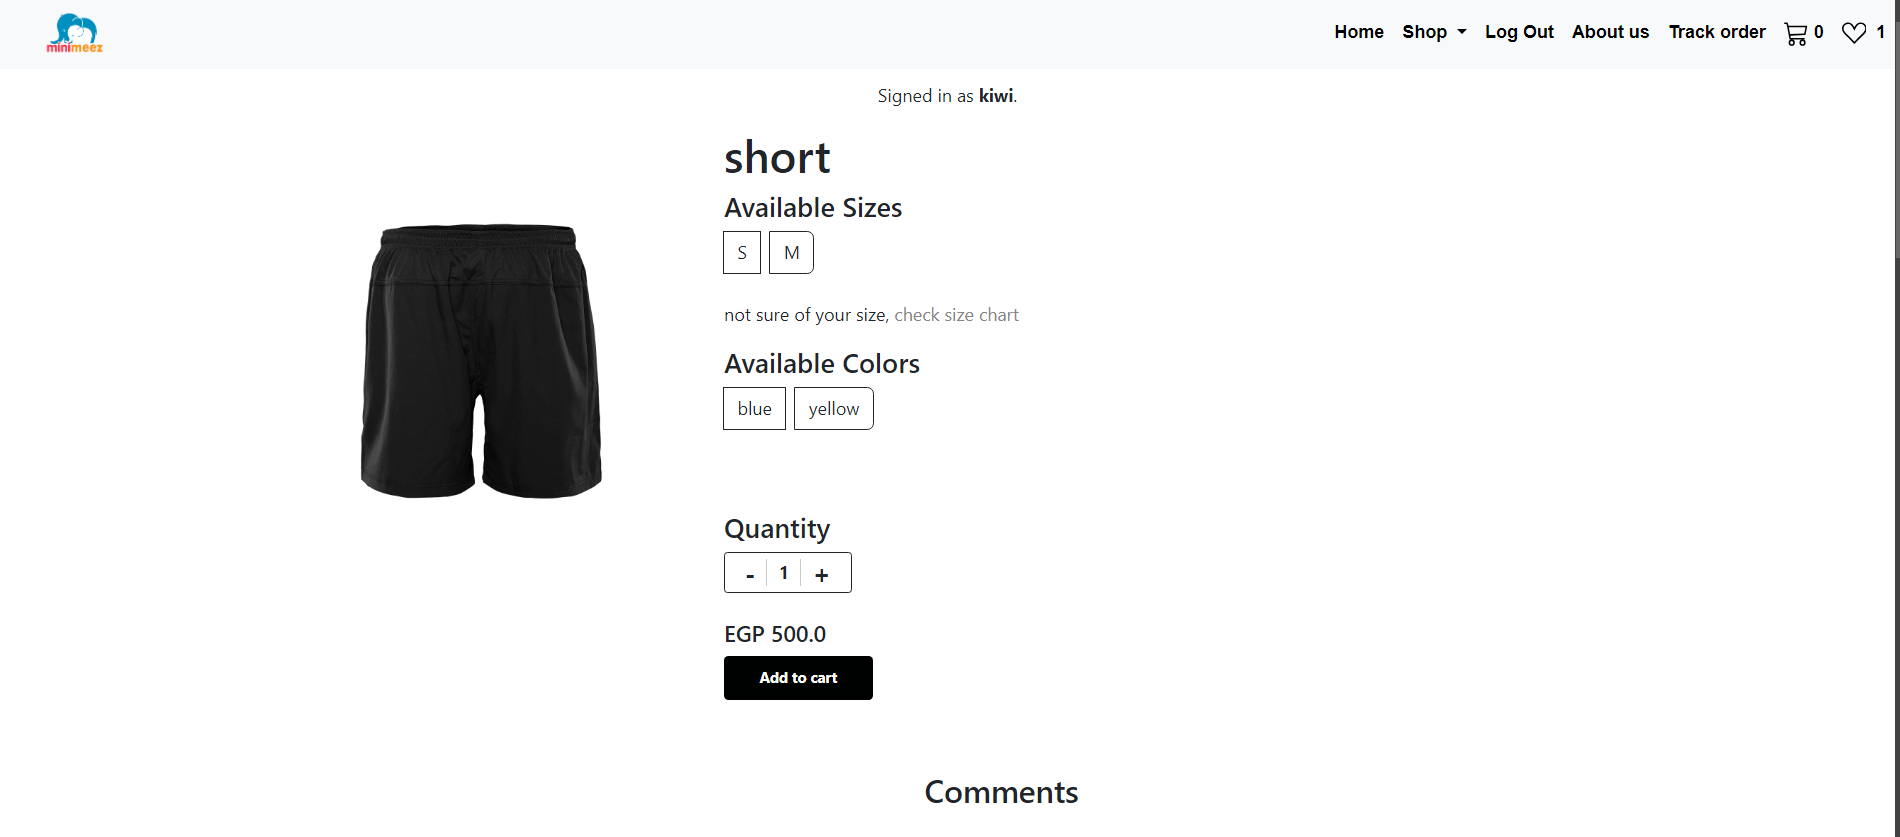 minimeez
Home Shop Log Out About us Track order 0 1
Signed in as kiwi.
short
Available Sizes
S M
not sure of your size, check size chart
Available Colors
blue yellow
Quantity
- 1 +
EGP 500.0
Add to cart
Comments